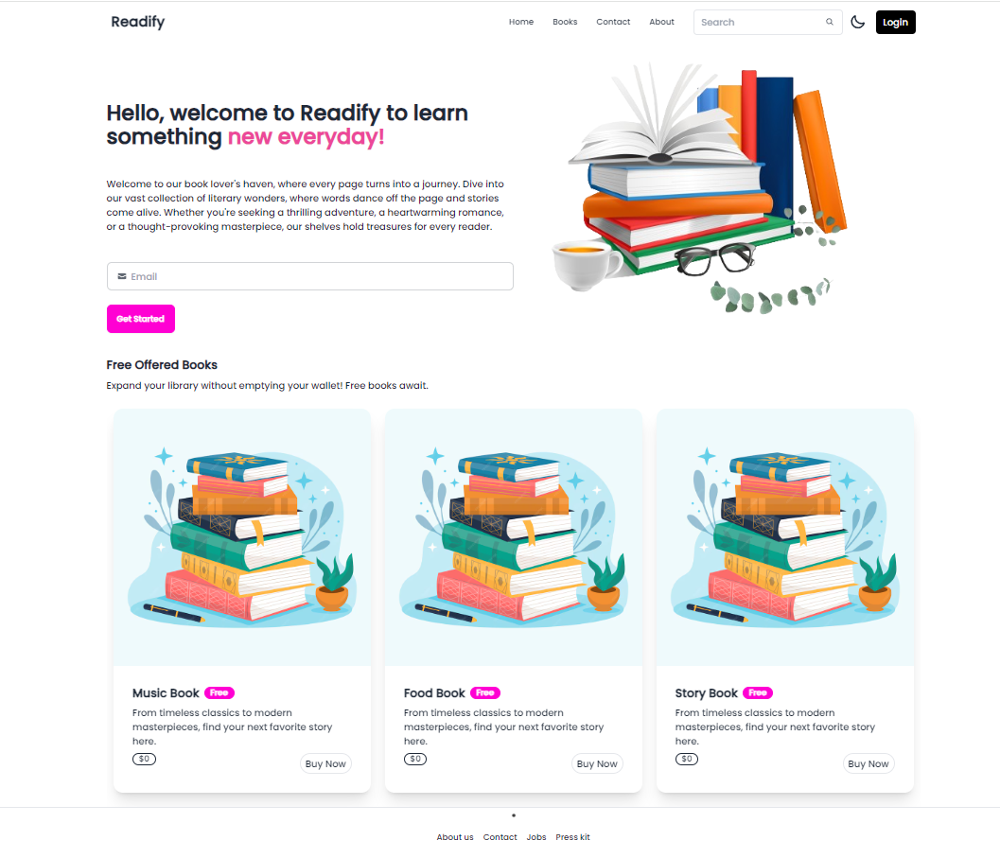 Readify
Home Books Contact About Search Login
Hello, welcome to Readify to learn
something new everyday!
Welcome to our book lover's haven, where every page turns into a journey. Dive into
our vast collection of literary wonders, where words dance off the page and stories
come alive. Whether you're seeking a thrilling adventure, a heartwarming romance,
or a thought-provoking masterpiece, our shelves hold treasures for every reader.
Email
Get Started
Free Offered Books
Expand your library without emptying your wallet! Free books await.
Music Book Free
From timeless classics to modern
masterpieces, find your next favorite story
here.
$0 Buy Now
Food Book Free
From timeless classics to modern
masterpieces, find your next favorite story
here.
$0 Buy Now
Story Book Free
From timeless classics to modern
masterpieces, find your next favorite story
here.
$0 Buy Now
About us Contact Jobs Press kit